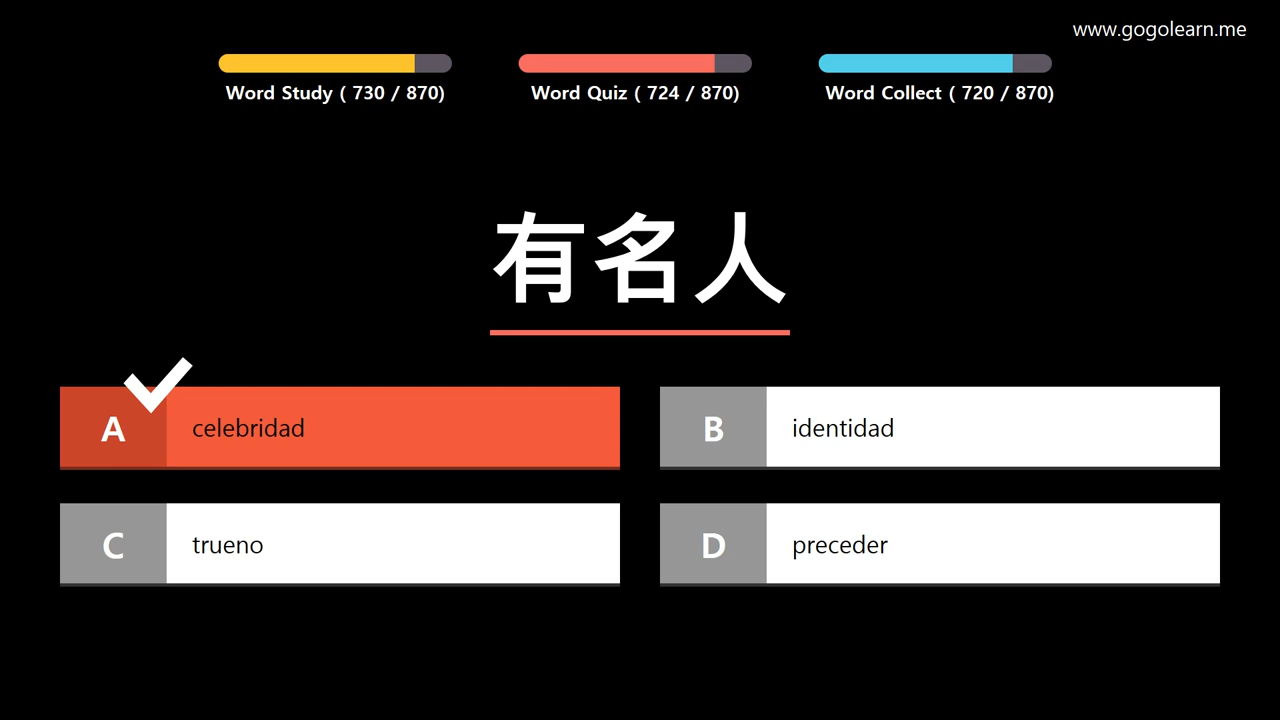 www.gogolearn.me
Word Study ( 730 / 870)
Word Quiz ( 724 / 870)
Word Collect ( 720 / 870)
有名人
A celebridad
B identidad
C trueno
D preceder